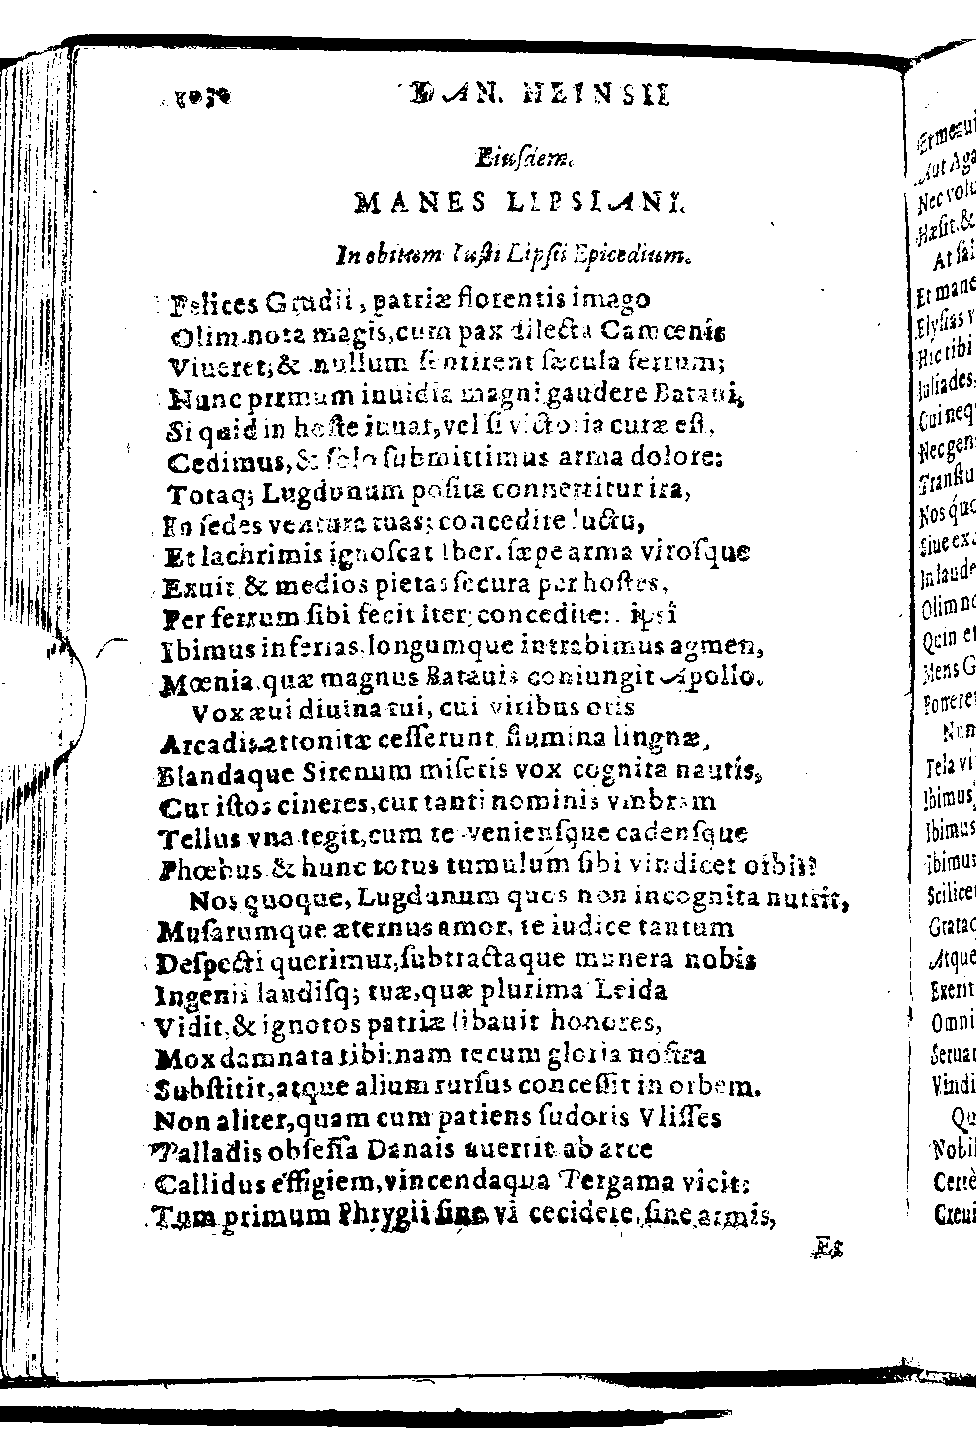 DAN. HEINSII
Eiuſdem.
MANES LIPSIANI.
In obitum Iuſti Lipſii Epicedium.
Felices Gradii, patriæ florentis imago
Olim nota magis, cum pax dilecta Camœnis
Viueret; & nullum ſentirent ſæcula ferrum;
Nunc primum inuidia magni gaudere Bataui,
Si quid in hoſte iuuat, vel ſi victoria curæ eſt,
Cedimus, & ſolo ſubmittimus arma dolore:
Totaq; Lugdunum poſita conuertitur ira,
In ſedes ventura tuas; concedite luctu,
Et lachrimis ignoſcat Iber. ſæpe arma viroſque
Exuit & medios pietas ſecura per hoſtes,
Per ferrum ſibi fecit iter; concedite: ipſi
Ibimus inferias. longumque intrabimus agmen,
Mœnia quæ magnus Batauis coniungit Apollo.
Vox æui diuina tui, cui viribus oris
Arcadis attonitæ ceſſerunt flumina linguæ,
Blandaque Sirenum miſeris vox cognita nautis,
Cur iſtos cineres, cur tanti nominis vmbram
Tellus vna tegit, cum te venienſque cadenſque
Phœbus & hunc totus tumulum ſibi vindicet orbis?
Nos quoque, Lugdunum quos non incognita nutrit,
Muſarumque æternus amor, te iudice tantum
Deſpecti querimur, ſubtractaque munera nobis
Ingenii laudiſq; tuæ, quæ plurima Leida
Vidit, & ignotos patriæ libauit honores,
Mox damnata tibi: nam tecum gloria noſtra
Subſtitit, atque alium rurſus conceſſit in orbem.
Non aliter, quam cum patiens ſudoris Vliſſes
Palladis obſeſſa Danais auertit ab arce
Callidus effigiem, vincendaqua Pergama vicit:
Tum primum Phrygii ſine vi cecidere, ſine armis,
Et